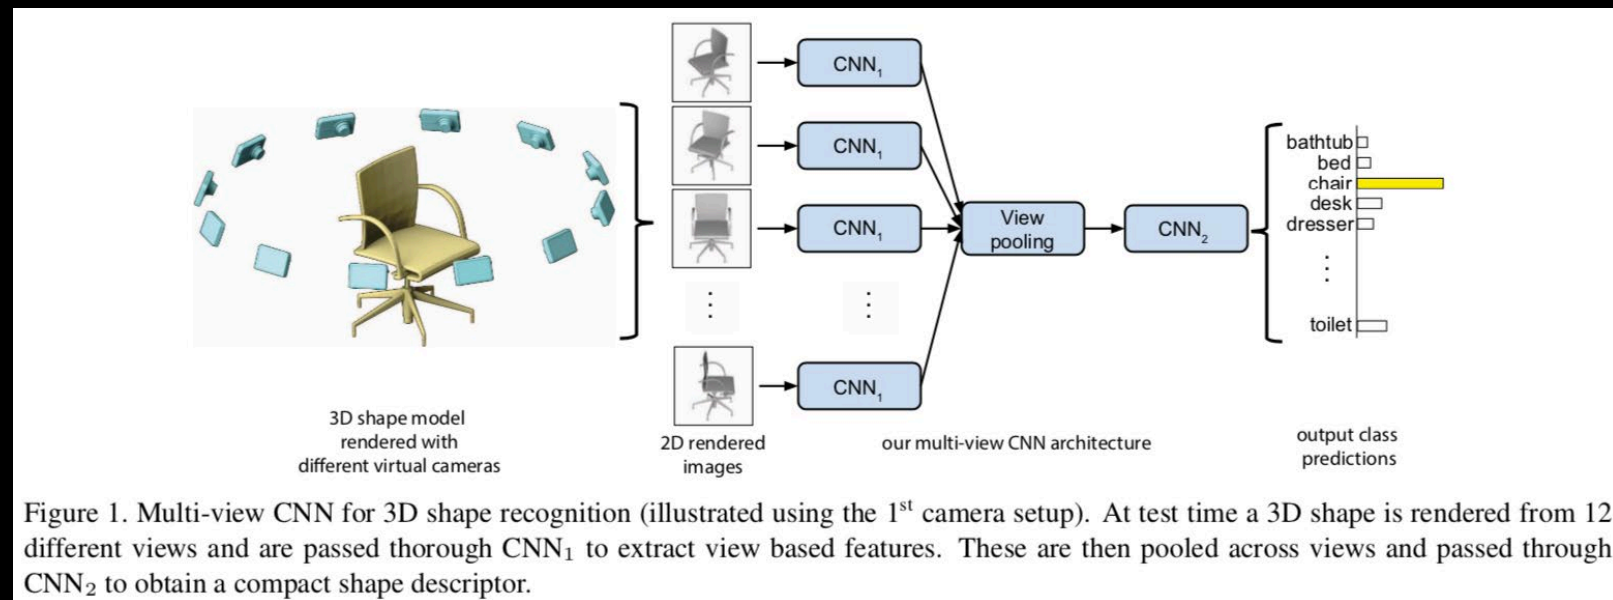 CNN₁
CNN₁
CNN₁
⋮
⋮
CNN₁
View
pooling
CNN₂
bathtub
bed
chair
desk
dresser
⋮
toilet
3D shape model
rendered with
different virtual cameras
2D rendered
images
our multi-view CNN architecture
output class
predictions
Figure 1. Multi-view CNN for 3D shape recognition (illustrated using the 1ˢᵗ camera setup). At test time a 3D shape is rendered from 12
different views and are passed thorough CNN₁ to extract view based features. These are then pooled across views and passed through
CNN₂ to obtain a compact shape descriptor.